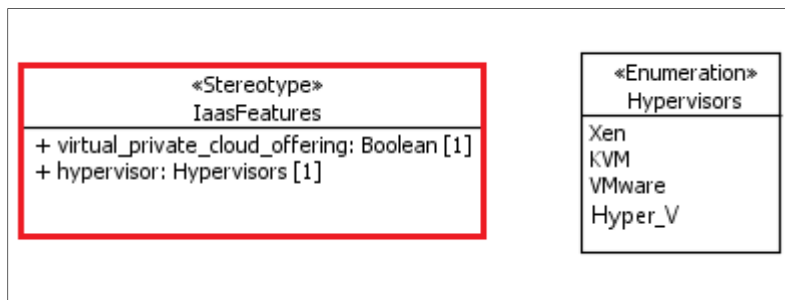 «Stereotype»
IaasFeatures
+ virtual_private_cloud_offering: Boolean [1]
+ hypervisor: Hypervisors [1]
«Enumeration»
Hypervisors
Xen
KVM
VMware
Hyper_V